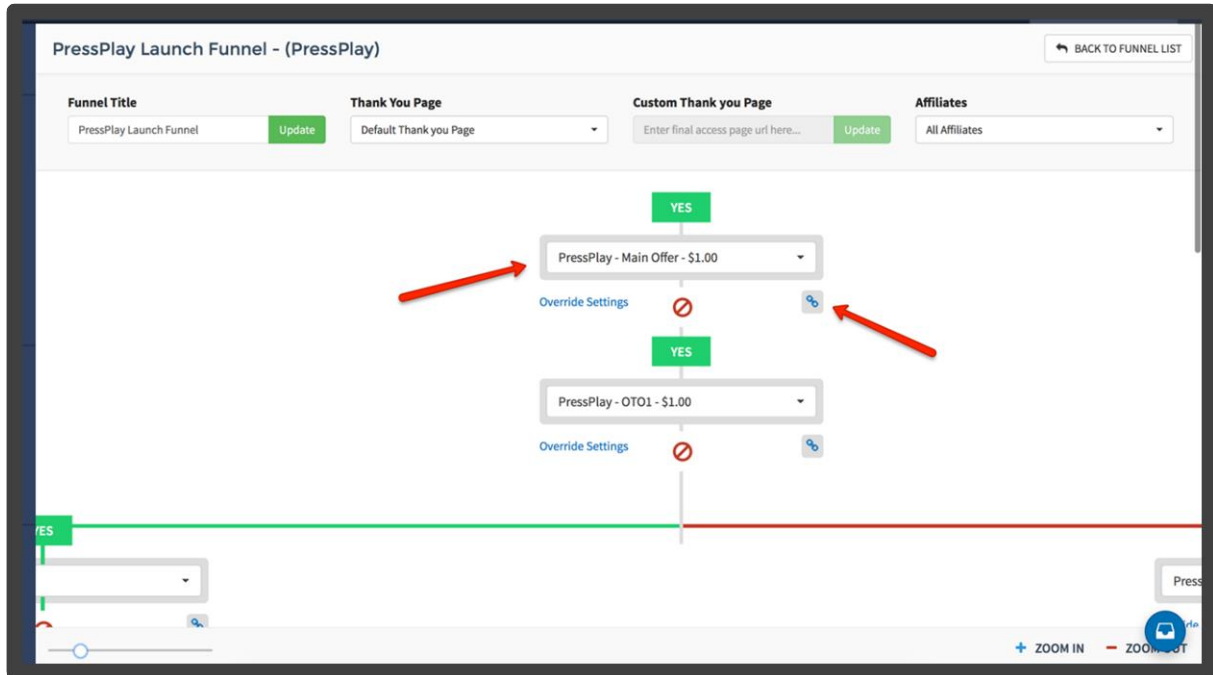 PressPlay Launch Funnel - (PressPlay)
BACK TO FUNNEL LIST
Funnel Title
Thank You Page
Custom Thank you Page
Affiliates
PressPlay Launch Funnel
Update
Default Thank you Page
Enter final access page url here...
Update
All Affiliates
YES
PressPlay - Main Offer - $1.00
Override Settings
YES
PressPlay - OTO1 - $1.00
Override Settings
YES
Press
+ ZOOM IN